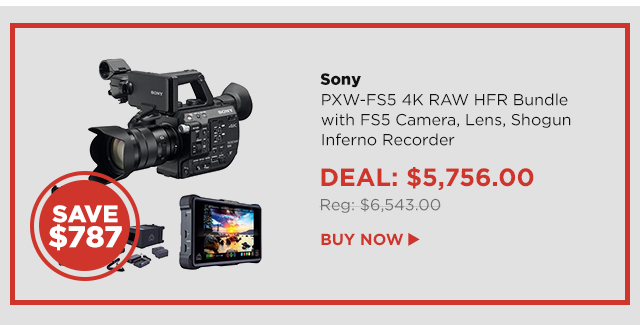 Sony
PXW-FS5 4K RAW HFR Bundle
with FS5 Camera, Lens, Shogun
Inferno Recorder
DEAL: $5,756.00
Reg: $6,543.00
BUY NOW ▶
SAVE
$787
SONY